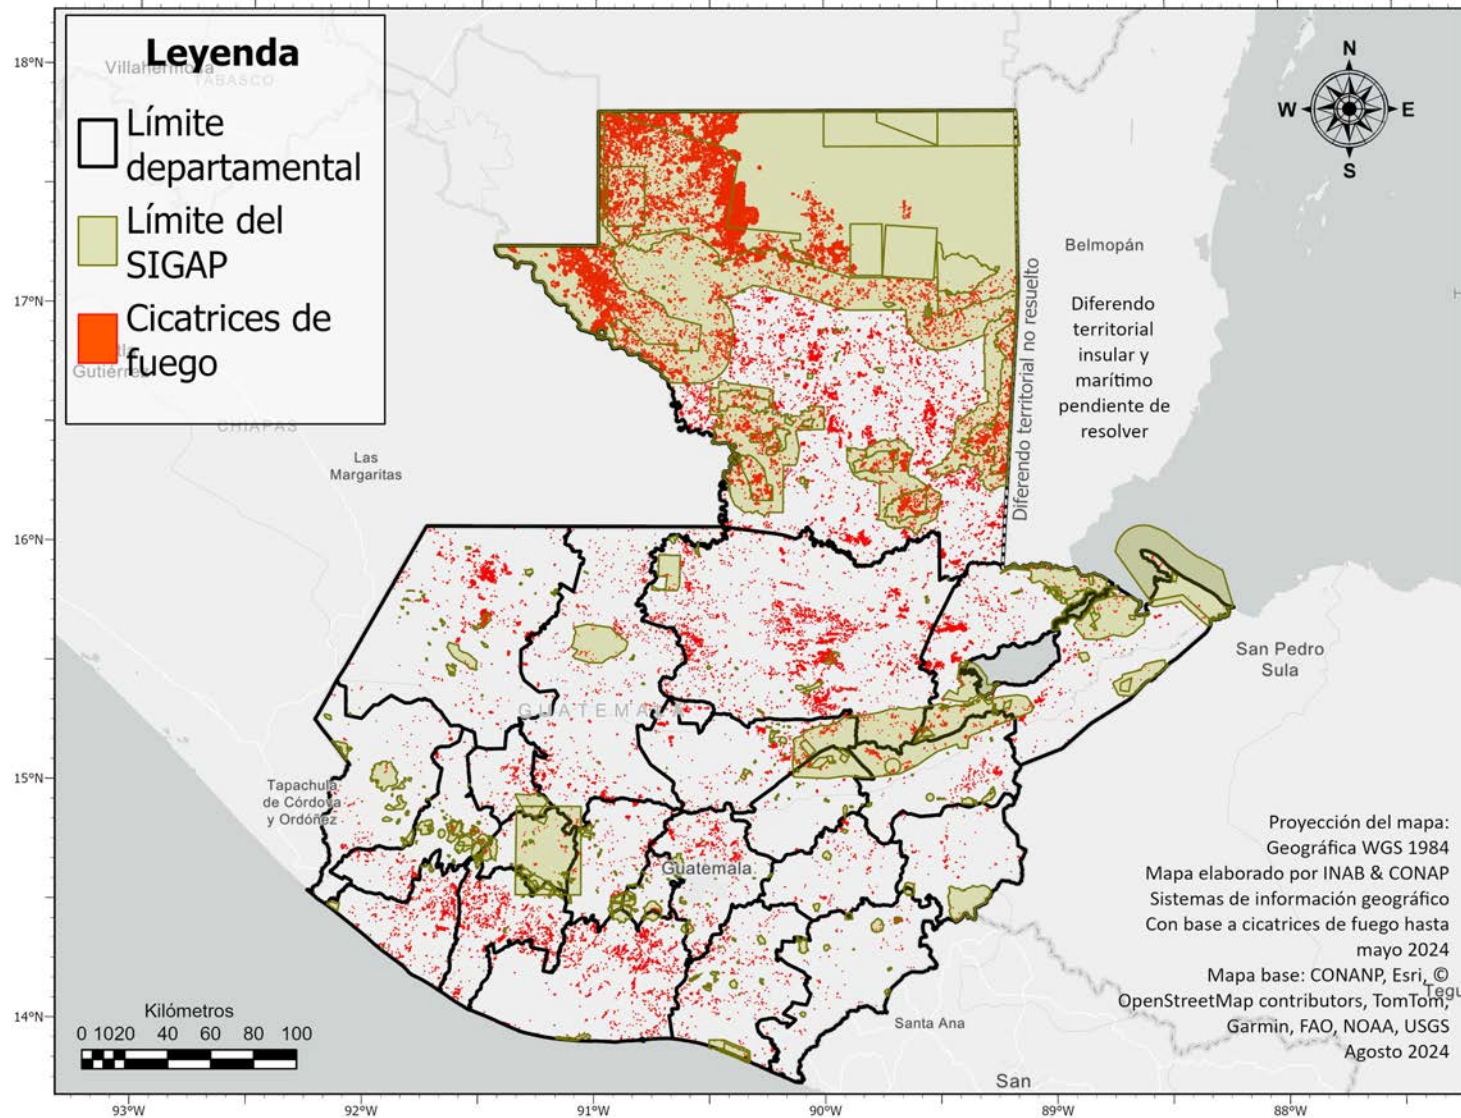 Leyenda
Límite
departamental
Límite del
SIGAP
Cicatrices de
fuego
Villahermosa
TABASCO
Gutiérrez
CHIAPAS
Las
Margaritas
N
W
E
S
Belmopán
Diferendo
territorial
insular y
marítimo
pendiente de
resolver
Diferendo territorial no resuelto
San Pedro
Sula
GUATEMALA
Tapachula
de Córdova
y Ordóñez
Guatemala
Santa Ana
San
Tegu
Proyección del mapa:
Geográfica WGS 1984
Mapa elaborado por INAB & CONAP
Sistemas de información geográfico
Con base a cicatrices de fuego hasta
mayo 2024
Mapa base: CONANP, Esri, ©
OpenStreetMap contributors, TomTom,
Garmin, FAO, NOAA, USGS
Agosto 2024
Kilómetros
0 1020 40 60 80 100
18°N
17°N
16°N
15°N
14°N
93°W 92°W 91°W 90°W 89°W 88°W